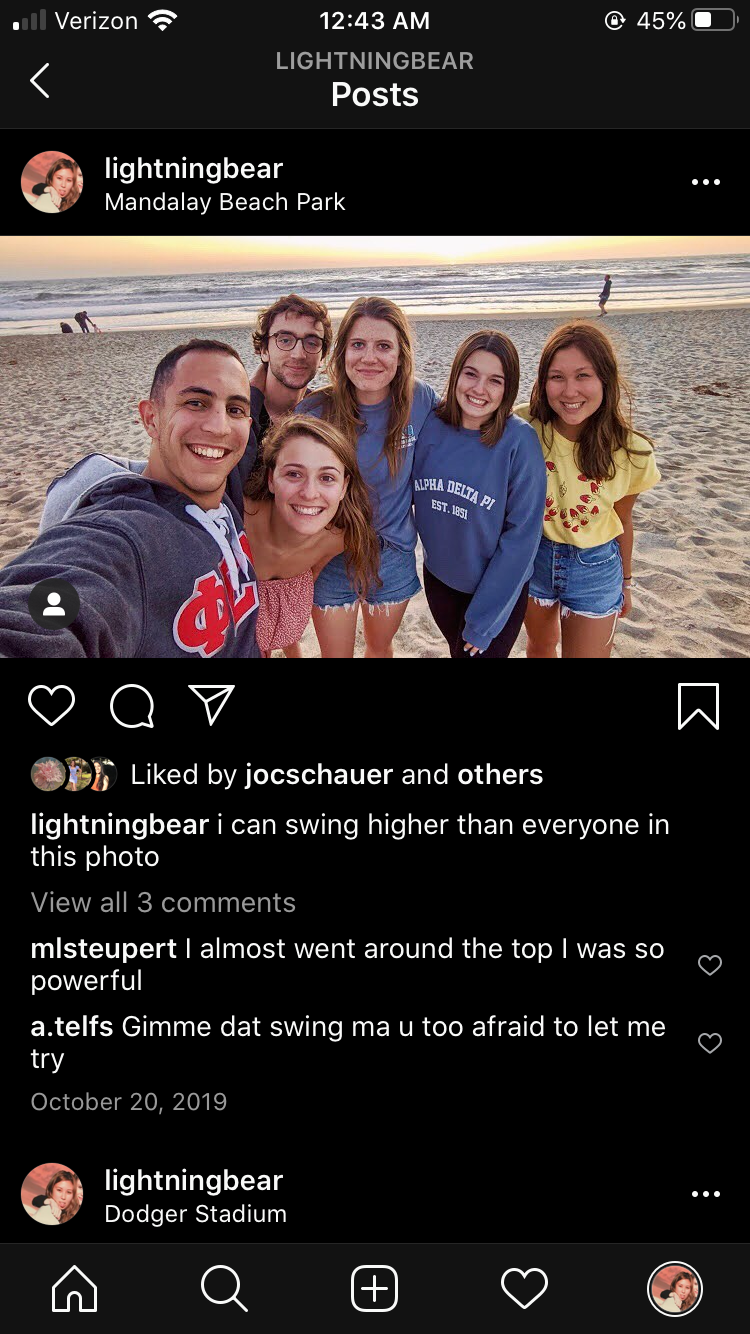 Verizon 12:43 AM 45%
LIGHTNINGBEAR
Posts
lightningbear
Mandalay Beach Park
ALPHA DELTA PI
EST. 1851
Liked by jocschauer and others
lightningbear i can swing higher than everyone in
this photo
View all 3 comments
mlsteupert I almost went around the top I was so
powerful
a.telfs Gimme dat swing ma u too afraid to let me
try
October 20, 2019
lightningbear
Dodger Stadium